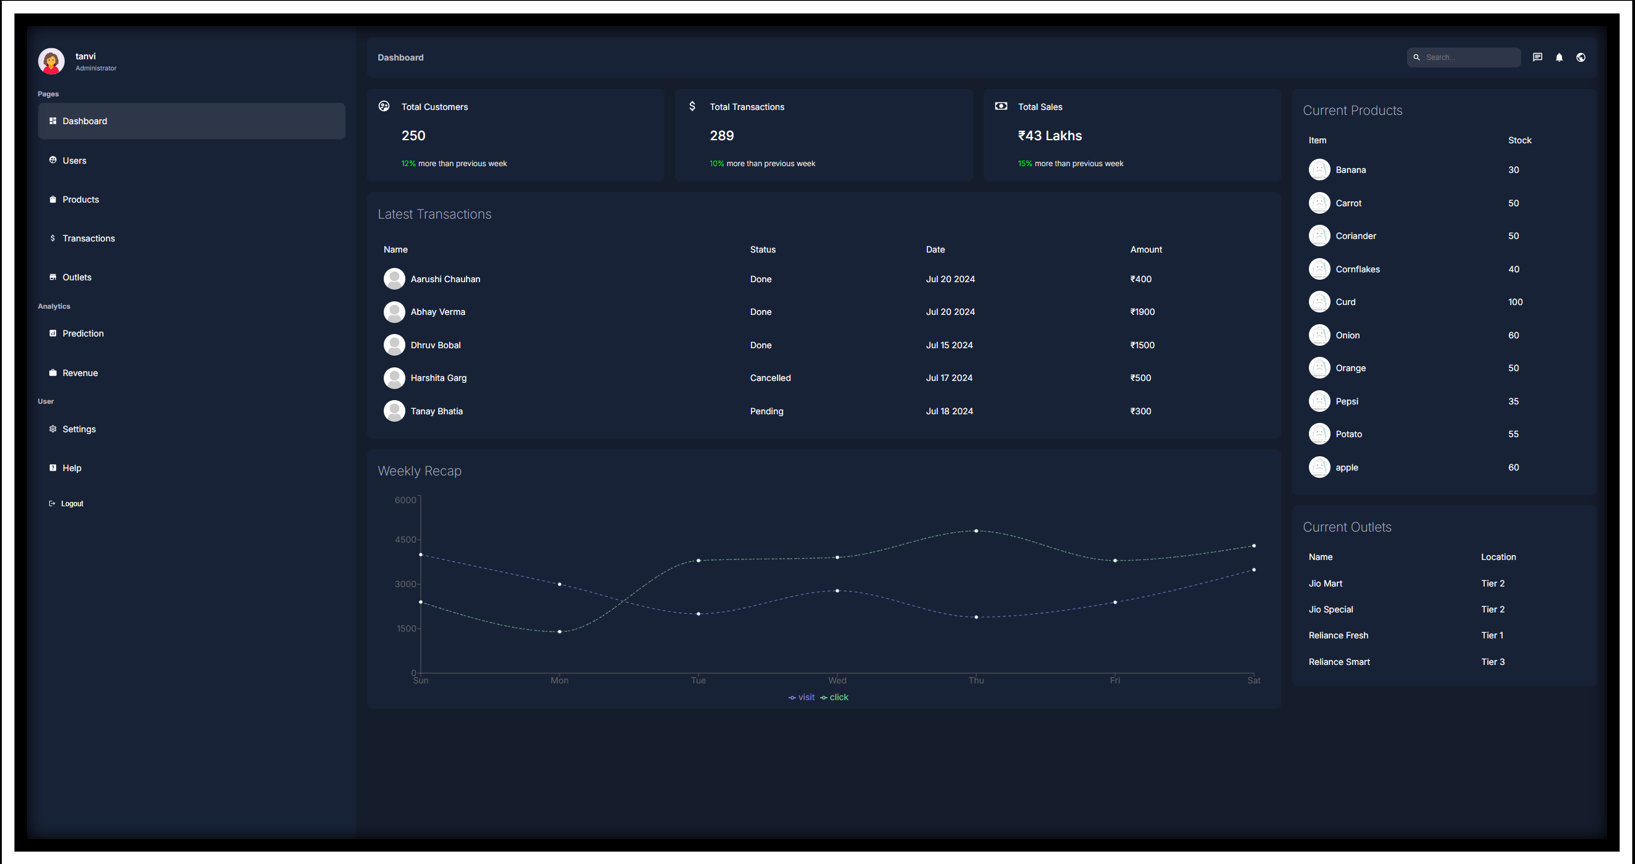 tanvi
Administrator
Pages
Dashboard
Users
Products
Transactions
Outlets
Analytics
Prediction
Revenue
User
Settings
Help
Logout
Dashboard
Search...
Total Customers
250
12% more than previous week
Total Transactions
289
10% more than previous week
Total Sales
₹43 Lakhs
15% more than previous week
Latest Transactions
Name Status Date Amount
Aarushi Chauhan Done Jul 20 2024 ₹400
Abhay Verma Done Jul 20 2024 ₹1900
Dhruv Bobal Done Jul 15 2024 ₹1500
Harshita Garg Cancelled Jul 17 2024 ₹500
Tanay Bhatia Pending Jul 18 2024 ₹300
Weekly Recap
6000
4500
3000
1500
0
Sun Mon Tue Wed Thu Fri Sat
visit click
Current Products
Item Stock
Banana 30
Carrot 50
Coriander 50
Cornflakes 40
Curd 100
Onion 60
Orange 50
Pepsi 35
Potato 55
apple 60
Current Outlets
Name Location
Jio Mart Tier 2
Jio Special Tier 2
Reliance Fresh Tier 1
Reliance Smart Tier 3